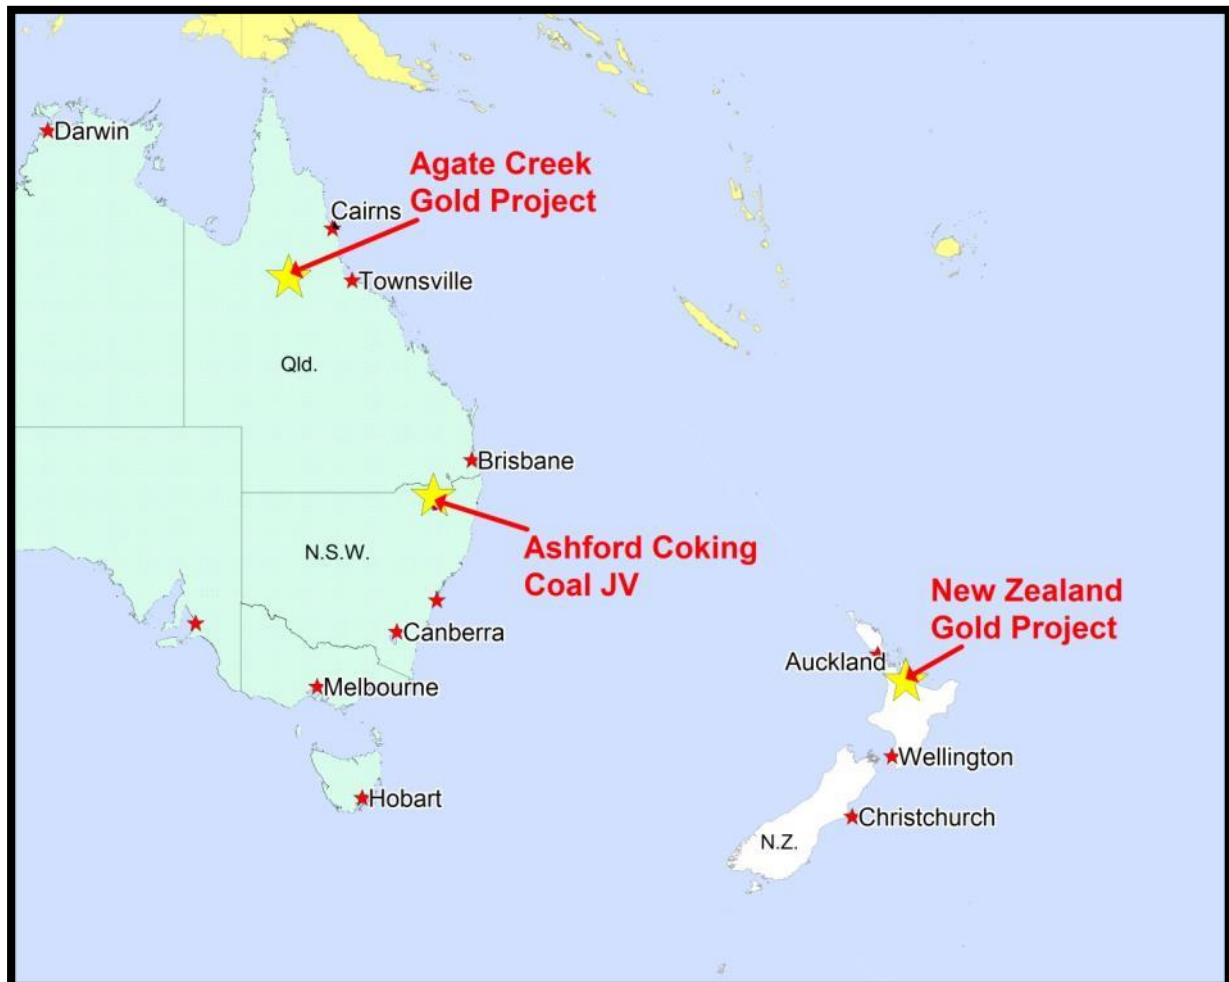 Darwin
Agate Creek
Gold Project
Cairns
Townsville
Qld.
Brisbane
Ashford Coking
Coal JV
N.S.W.
New Zealand
Gold Project
Canberra
Auckland
Melbourne
Wellington
Hobart
Christchurch
N.Z.